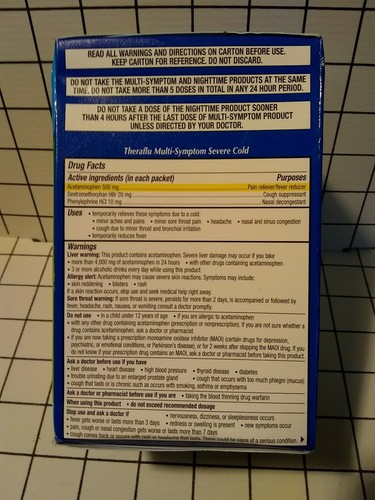 READ ALL WARNINGS AND DIRECTIONS ON CARTON BEFORE USE.
KEEP CARTON FOR REFERENCE. DO NOT DISCARD.
DO NOT TAKE THE MULTI-SYMPTOM AND NIGHTTIME PRODUCTS AT THE SAME
TIME. DO NOT TAKE MORE THAN 5 DOSES IN TOTAL IN ANY 24 HOUR PERIOD.
DO NOT TAKE A DOSE OF THE NIGHTTIME PRODUCT SOONER
THAN 4 HOURS AFTER THE LAST DOSE OF MULTI-SYMPTOM PRODUCT
UNLESS DIRECTED BY YOUR DOCTOR.
Theraflu Multi-Symptom Severe Cold
Drug Facts
Active ingredients (in each packet) Purposes
Acetaminophen 500 mg Pain reliever/fever reducer
Dextromethorphan HBr 20 mg Cough suppressant
Phenylephrine HCl 10 mg Nasal decongestant
Uses • temporarily relieves these symptoms due to a cold:
• minor aches and pains • minor sore throat pain • headache • nasal and sinus congestion
• cough due to minor throat and bronchial irritation
• temporarily reduces fever
Warnings
Liver warning: This product contains acetaminophen. Severe liver damage may occur if you take
• more than 4,000 mg of acetaminophen in 24 hours • with other drugs containing acetaminophen
• 3 or more alcoholic drinks every day while using this product
Allergy alert: Acetaminophen may cause severe skin reactions. Symptoms may include:
• skin reddening • blisters • rash
If a skin reaction occurs, stop use and seek medical help right away.
Sore throat warning: If sore throat is severe, persists for more than 2 days, is accompanied or followed by
fever, headache, rash, nausea, or vomiting consult a doctor promptly.
Do not use • in a child under 12 years of age • if you are allergic to acetaminophen
• with any other drug containing acetaminophen (prescription or nonprescription). If you are not sure whether a
drug contains acetaminophen, ask a doctor or pharmacist.
• if you are now taking a prescription monoamine oxidase inhibitor (MAOI) (certain drugs for depression,
psychiatric, or emotional conditions, or Parkinson's disease), or for 2 weeks after stopping the MAOI drug. If you
do not know if your prescription drug contains an MAOI, ask a doctor or pharmacist before taking this product.
Ask a doctor before use if you have
• liver disease • heart disease • high blood pressure • thyroid disease • diabetes
• trouble urinating due to an enlarged prostate gland • cough that occurs with too much phlegm (mucus)
• cough that lasts or is chronic such as occurs with smoking, asthma or emphysema
Ask a doctor or pharmacist before use if you are • taking the blood thinning drug warfarin
When using this product • do not exceed recommended dosage
Stop use and ask a doctor if • nervousness, dizziness, or sleeplessness occurs
• fever gets worse or lasts more than 3 days • redness or swelling is present • new symptoms occur
• pain, cough or nasal congestion gets worse or lasts more than 7 days
• cough comes back or occurs with rash or headache that lasts. These could be signs of a serious condition.